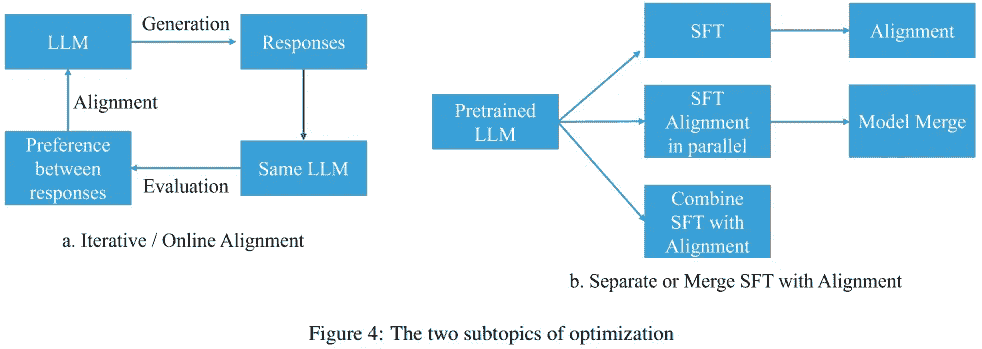 Generation
LLM
Responses
Alignment
Preference
between
responses
Evaluation
Same LLM
a. Iterative / Online Alignment
Pretrained
LLM
SFT
Alignment
SFT
Alignment
in parallel
Model Merge
Combine
SFT with
Alignment
b. Separate or Merge SFT with Alignment
Figure 4: The two subtopics of optimization